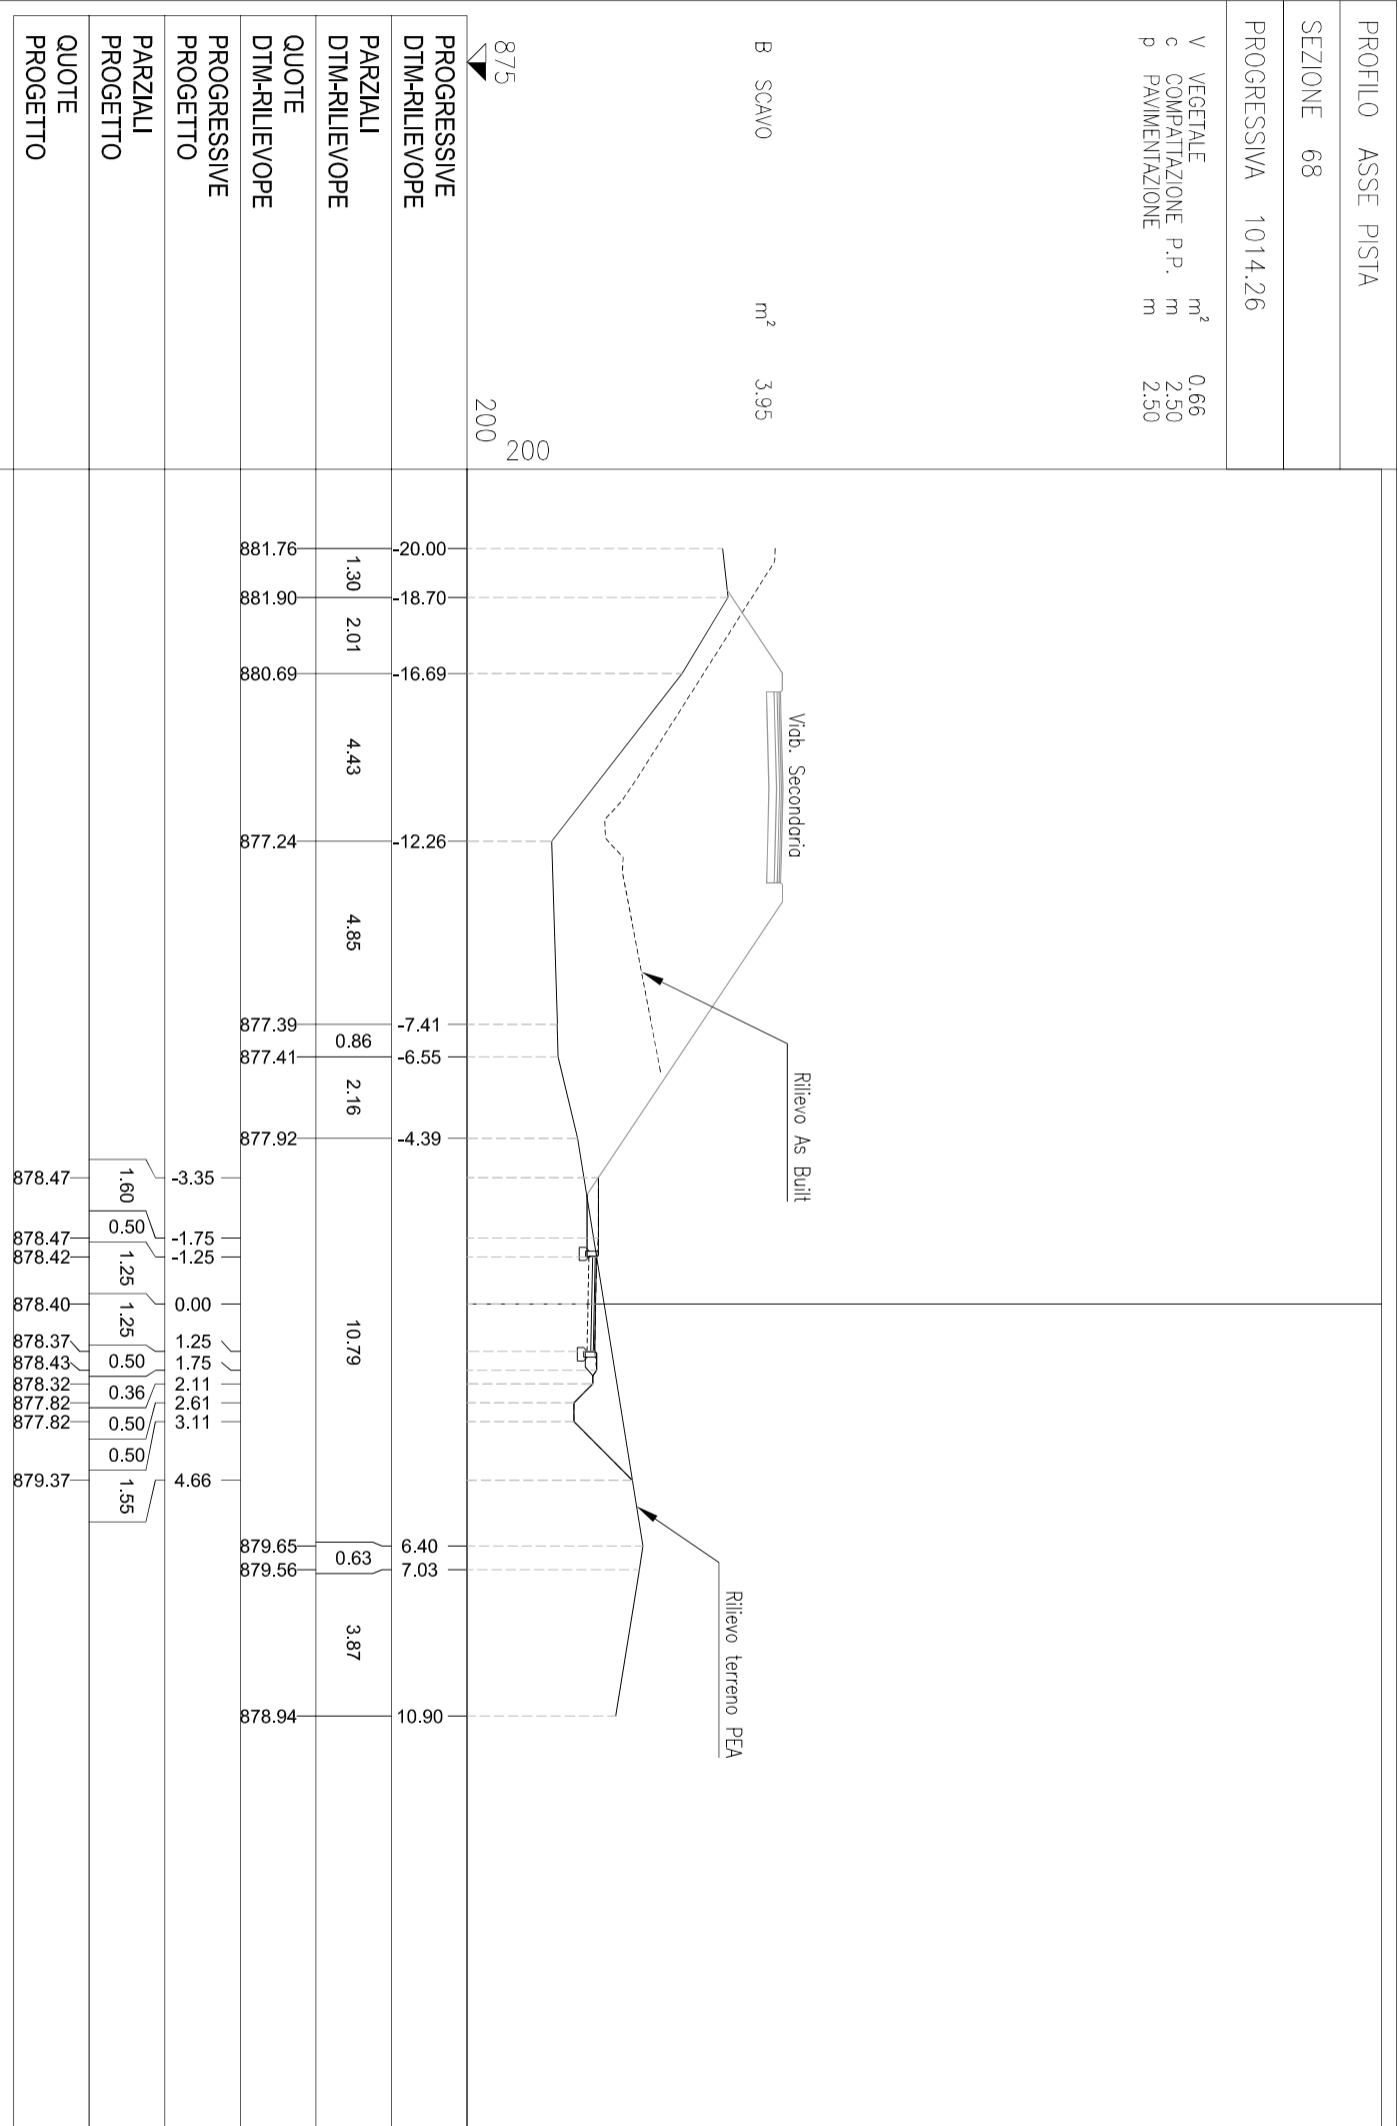 PROFILO ASSE PISTA
SEZIONE 68
PROGRESSIVA 1014.26
V VEGETALE m² 0.66
c COMPATTAZIONE P.P. m 2.50
p PAVIMENTAZIONE m 2.50
B SCAVO m² 3.95
Viab. Secondaria
Rilievo As Built
Rilievo terreno PEA
875
200
200
PROGRESSIVE
DTM-RILIEVOPE
-20.00 -18.70 -16.69 -12.26 -7.41 -6.55 -4.39 6.40 7.03 10.90
PARZIALI
DTM-RILIEVOPE
1.30 2.01 4.43 4.85 0.86 2.16 10.79 0.63 3.87
QUOTE
DTM-RILIEVOPE
881.76 881.90 880.69 877.24 877.39 877.41 877.92 879.65 879.56 878.94
PROGRESSIVE
PROGETTO
-3.35 -1.75 -1.25 0.00 1.25 1.75 2.11 2.61 3.11 4.66
PARZIALI
PROGETTO
1.60 0.50 1.25 1.25 0.50 0.36 0.50 0.50 1.55
QUOTE
PROGETTO
878.47 878.47 878.42 878.40 878.37 878.43 878.32 877.82 877.82 879.37